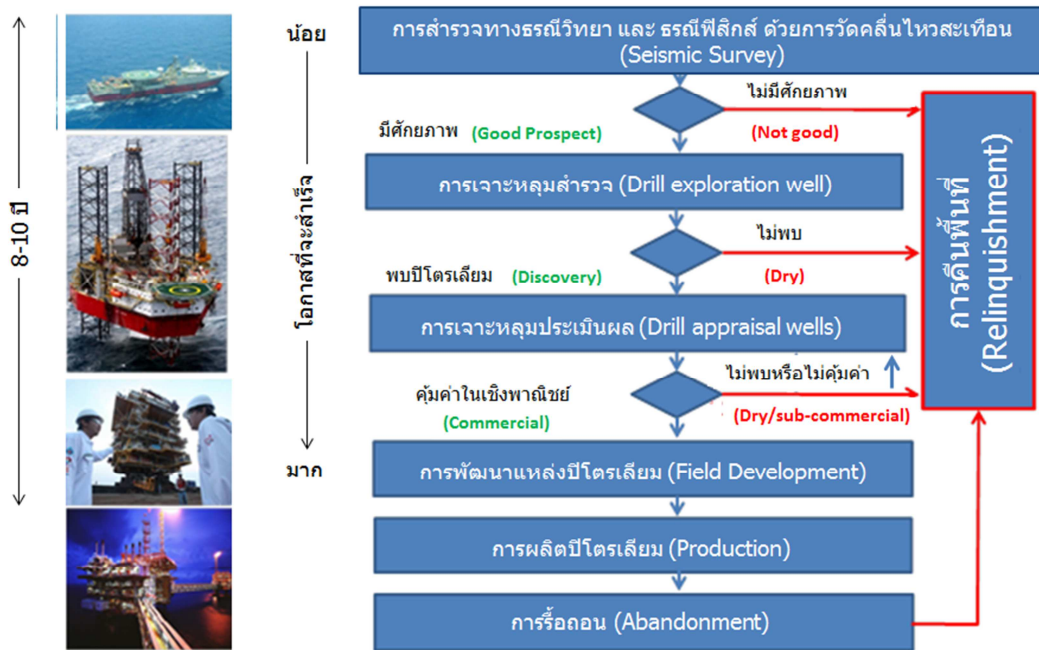 8-10 ปี
น้อย
โอกาสที่จะสำเร็จ
มาก
การสำรวจทางธรณีวิทยา และ ธรณีฟิสิกส์ ด้วยการวัดคลื่นไหวสะเทือน
(Seismic Survey)
ไม่มีศักยภาพ
มีศักยภาพ (Good Prospect)
(Not good)
การเจาะหลุมสำรวจ (Drill exploration well)
ไม่พบ
พบปิโตรเลียม (Discovery)
(Dry)
การเจาะหลุมประเมินผล (Drill appraisal wells)
ไม่พบหรือไม่คุ้มค่า
คุ้มค่าในเชิงพาณิชย์
(Commercial)
(Dry/sub-commercial)
การพัฒนาแหล่งปิโตรเลียม (Field Development)
การผลิตปิโตรเลียม (Production)
การรื้อถอน (Abandonment)
การคืนพื้นที่
(Relinquishment)